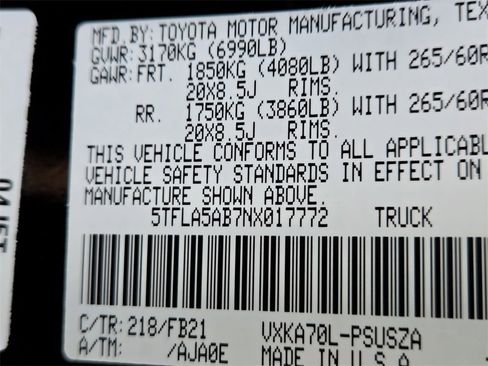 MFD.BY: TOYOTA MOTOR MANUFACTURING, TEX
GVWR: 3170KG (6990LB)
GAWR: FRT. 1850KG (4080LB) WITH 265/60R
20X8.5J RIMS.
RR. 1750KG (3860LB) WITH 265/60R
20X8.5J RIMS.
THIS VEHICLE CONFORMS TO ALL APPLICABL
VEHICLE SAFETY STANDARDS IN EFFECT ON
MANUFACTURE SHOWN ABOVE.
5TFLA5AB7NX017772 TRUCK
C/TR: 218/FB21 VXKA70L-PSUSZA
A/TM: /AJA0E MADE IN U.S.A